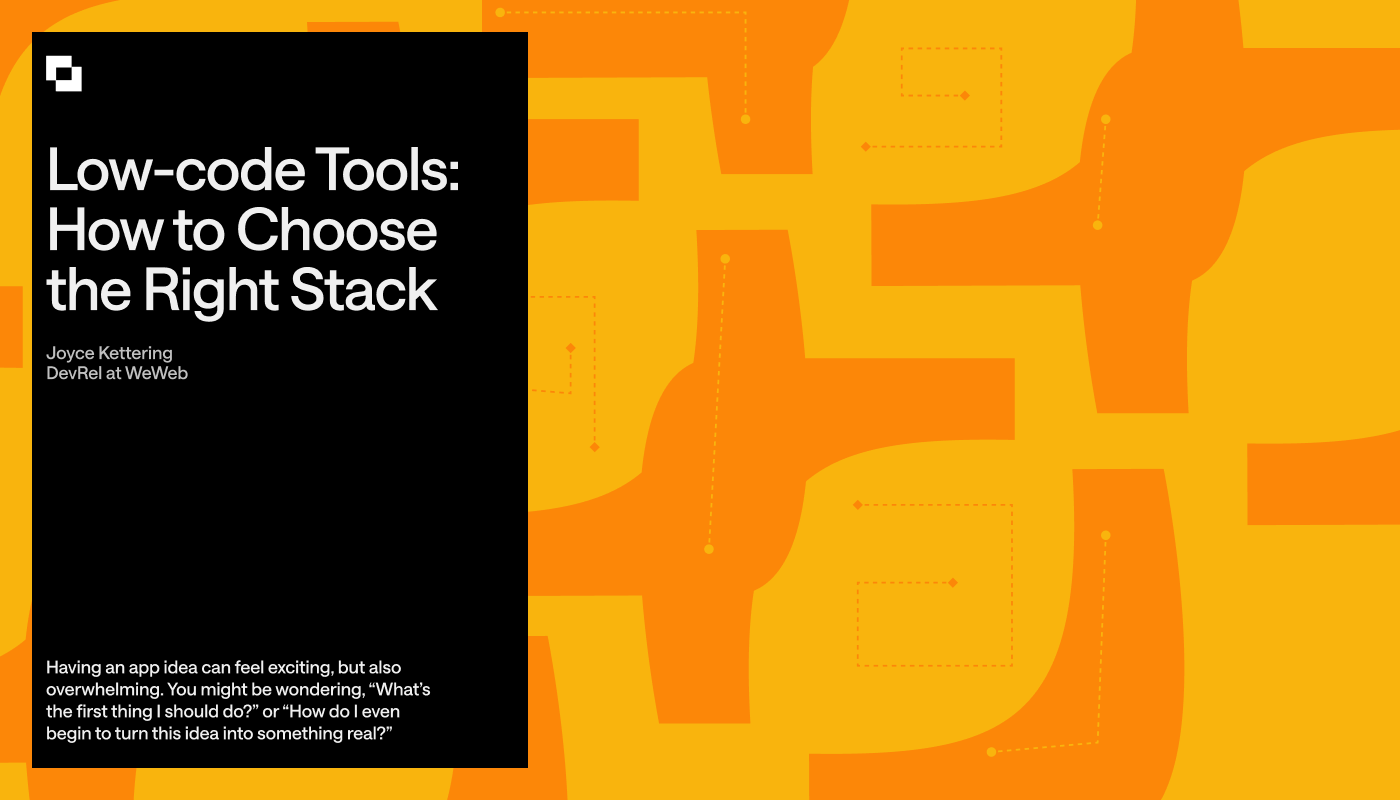 Low-code Tools:
How to Choose
the Right Stack
Joyce Kettering
DevRel at WeWeb
Having an app idea can feel exciting, but also
overwhelming. You might be wondering, “What’s
the first thing I should do?” or “How do I even
begin to turn this idea into something real?”